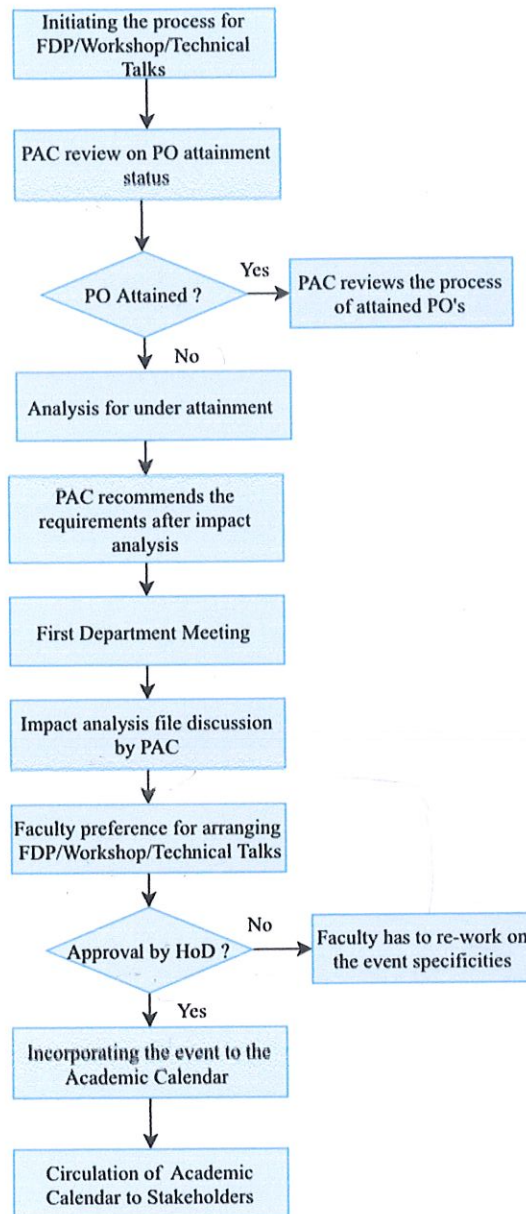 Initiating the process for
FDP/Workshop/Technical
Talks
PAC review on PO attainment
status
PO Attained ?
Yes
PAC reviews the process
of attained PO's
No
Analysis for under attainment
PAC recommends the
requirements after impact
analysis
First Department Meeting
Impact analysis file discussion
by PAC
Faculty preference for arranging
FDP/Workshop/Technical Talks
Approval by HoD ?
No
Faculty has to re-work on
the event specificities
Yes
Incorporating the event to the
Academic Calendar
Circulation of Academic
Calendar to Stakeholders